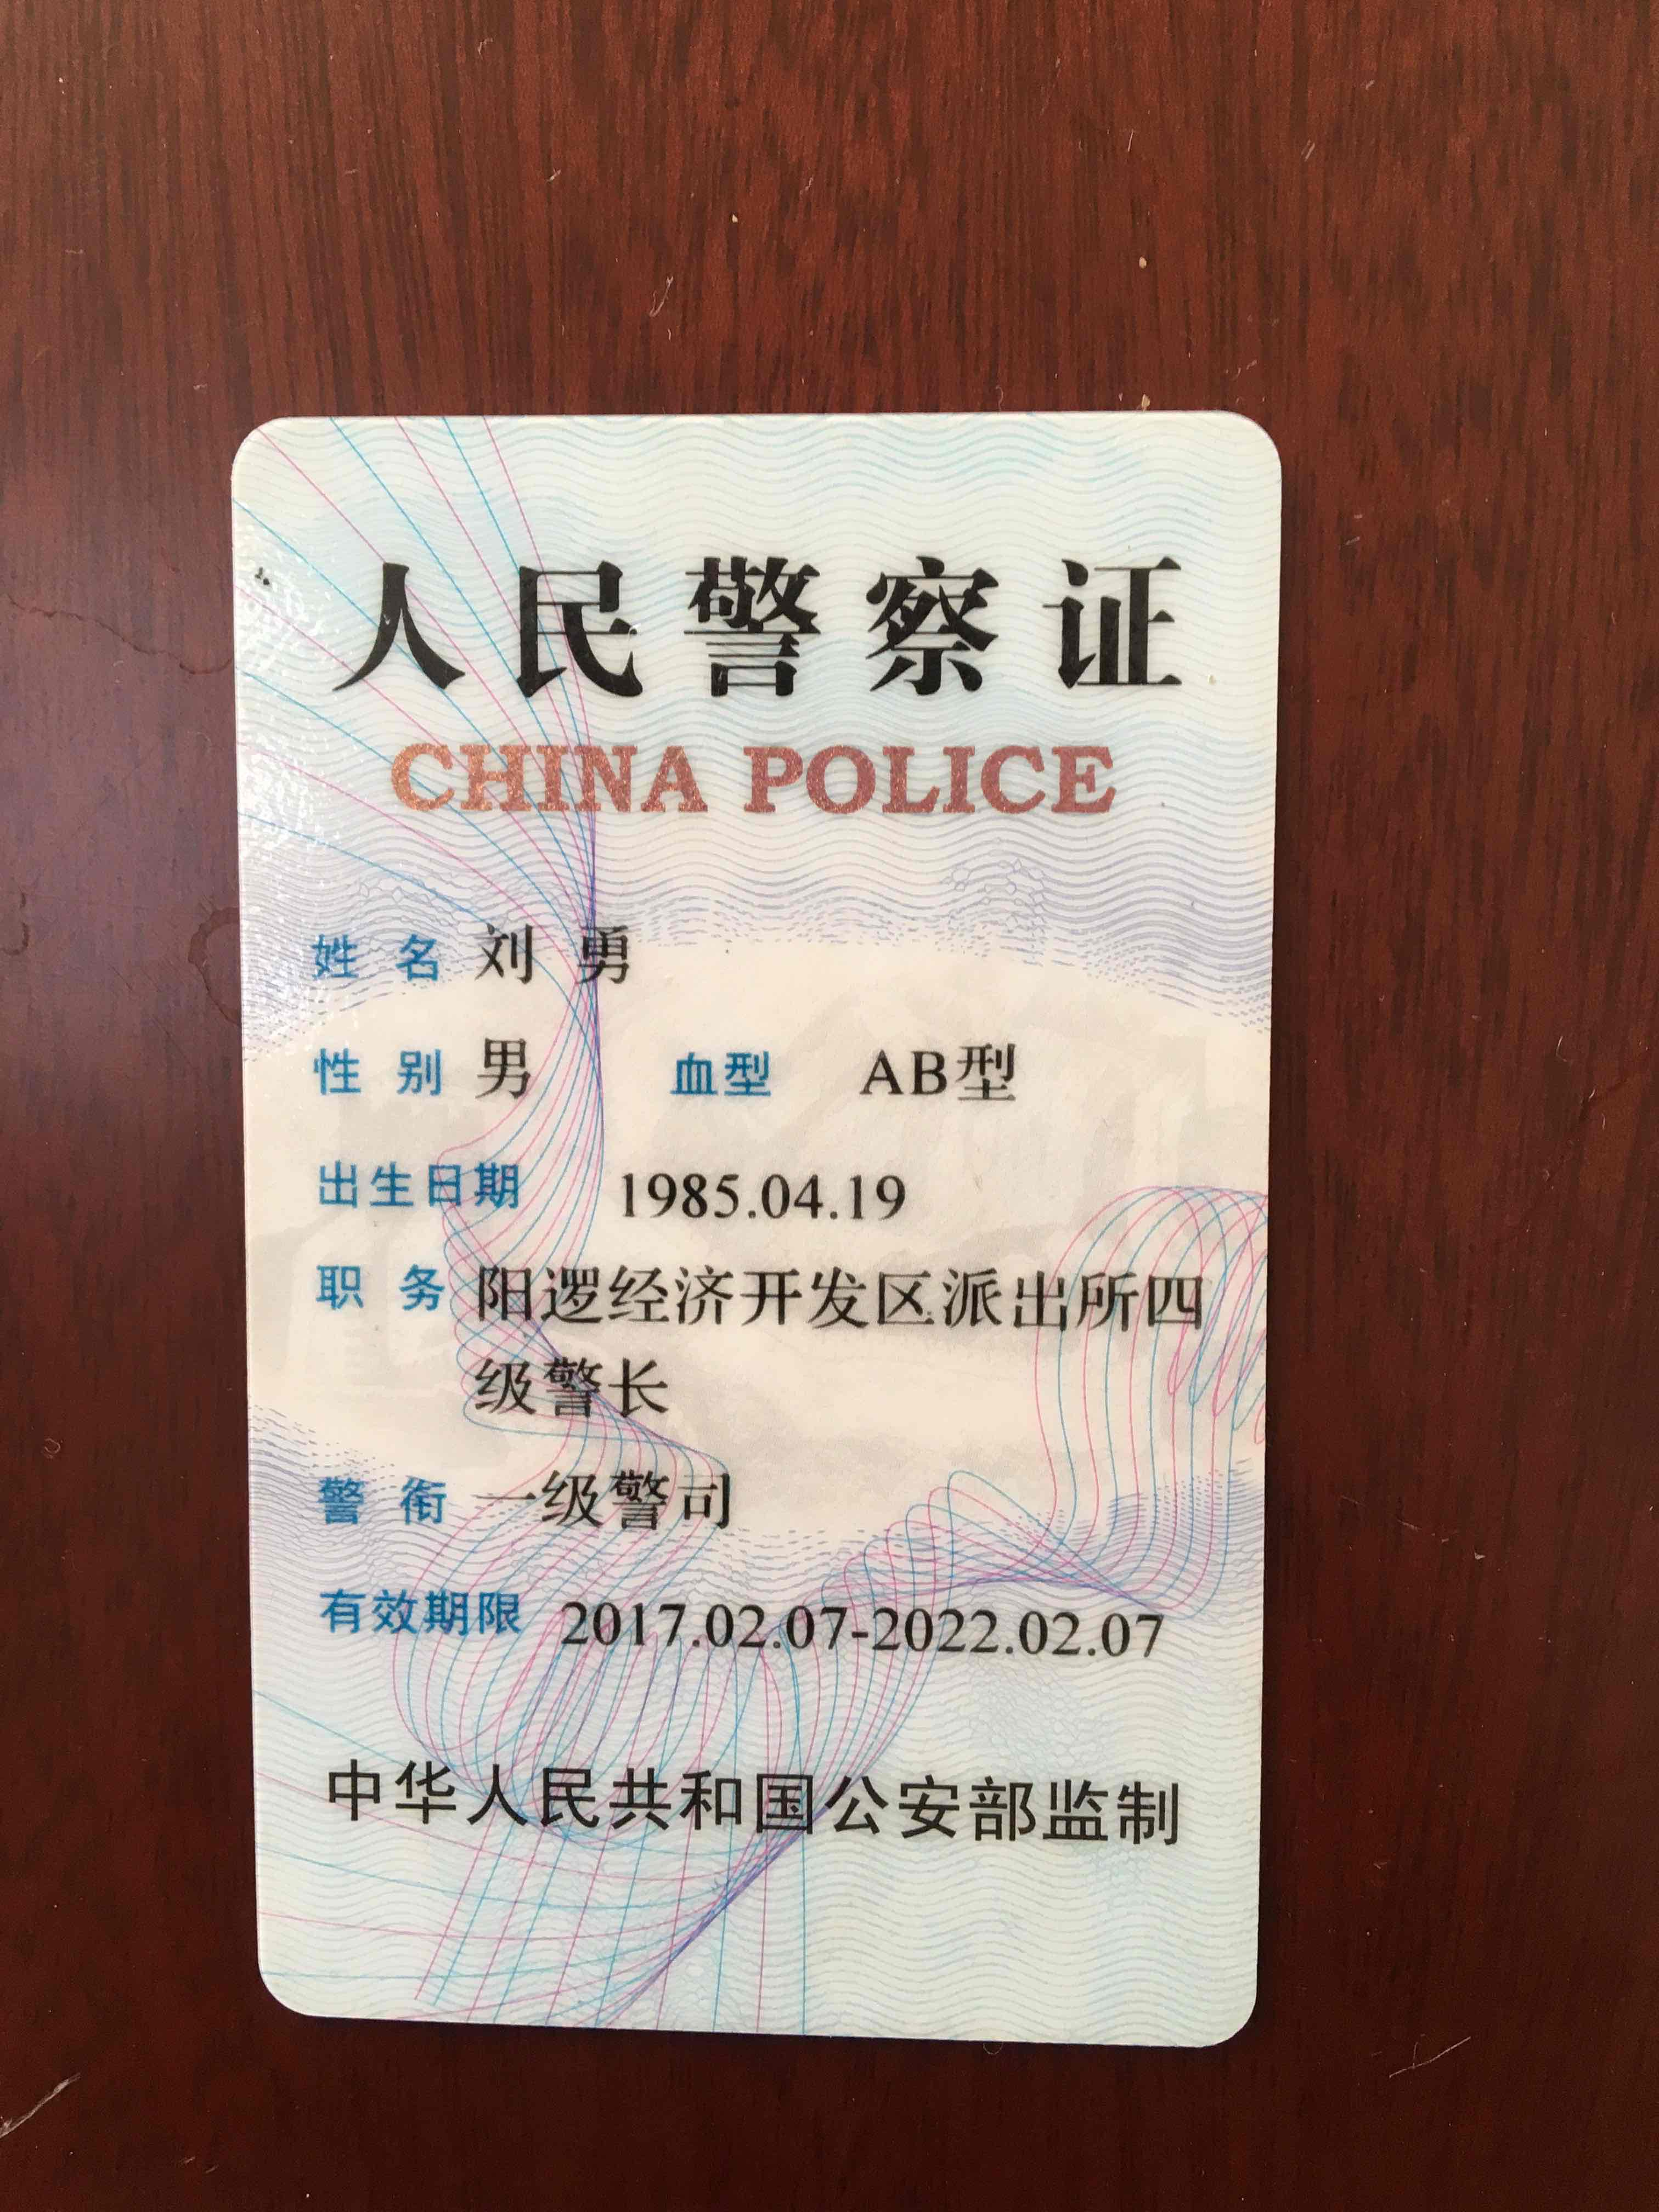 人民警察证
CHINA POLICE
姓 名 刘 勇
性 别 男 血型 AB型
出生日期 1985.04.19
职 务 阳逻经济开发区派出所四
级警长
警 衔 一级警司
有效期限 2017.02.07-2022.02.07
中华人民共和国公安部监制